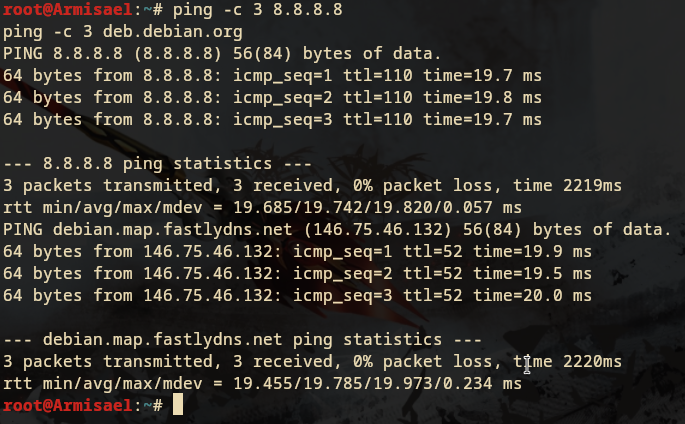 root@Armisael:~# ping -c 3 8.8.8.8
ping -c 3 deb.debian.org
PING 8.8.8.8 (8.8.8.8) 56(84) bytes of data.
64 bytes from 8.8.8.8: icmp_seq=1 ttl=110 time=19.7 ms
64 bytes from 8.8.8.8: icmp_seq=2 ttl=110 time=19.8 ms
64 bytes from 8.8.8.8: icmp_seq=3 ttl=110 time=19.7 ms

--- 8.8.8.8 ping statistics ---
3 packets transmitted, 3 received, 0% packet loss, time 2219ms
rtt min/avg/max/mdev = 19.685/19.742/19.820/0.057 ms
PING debian.map.fastlydns.net (146.75.46.132) 56(84) bytes of data.
64 bytes from 146.75.46.132: icmp_seq=1 ttl=52 time=19.9 ms
64 bytes from 146.75.46.132: icmp_seq=2 ttl=52 time=19.5 ms
64 bytes from 146.75.46.132: icmp_seq=3 ttl=52 time=20.0 ms

--- debian.map.fastlydns.net ping statistics ---
3 packets transmitted, 3 received, 0% packet loss, time 2220ms
rtt min/avg/max/mdev = 19.455/19.785/19.973/0.234 ms
root@Armisael:~#